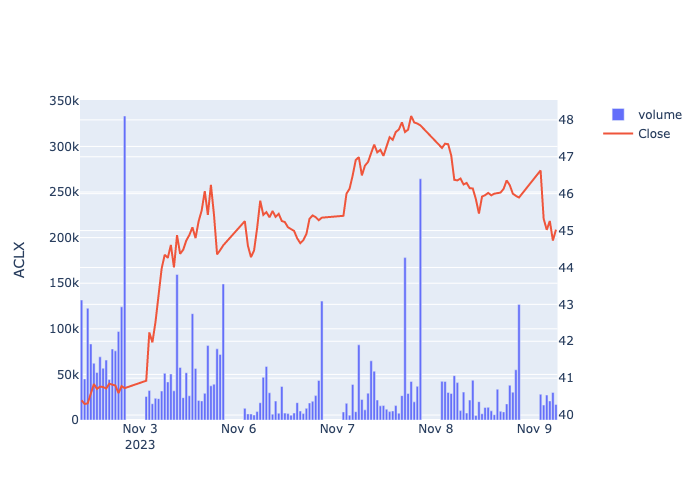 350k
300k
250k
200k
150k
100k
50k
0
ACLX
48
47
46
45
44
43
42
41
40
Nov 3
2023
Nov 6
Nov 7
Nov 8
Nov 9
volume
Close